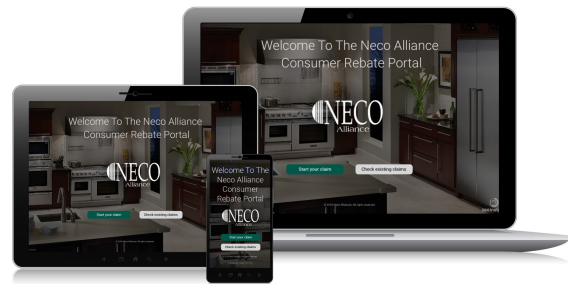 Welcome To The Neco Alliance
Consumer Rebate Portal
NECO
Alliance
Start your claim
Check existing claims
Welcome To The Neco Alliance
Consumer Rebate Portal
NECO
Alliance
Start your claim
Check existing claims
Welcome To The
Neco Alliance
Consumer
Rebate Portal
NECO
Alliance
Start your claim
Check existing claims